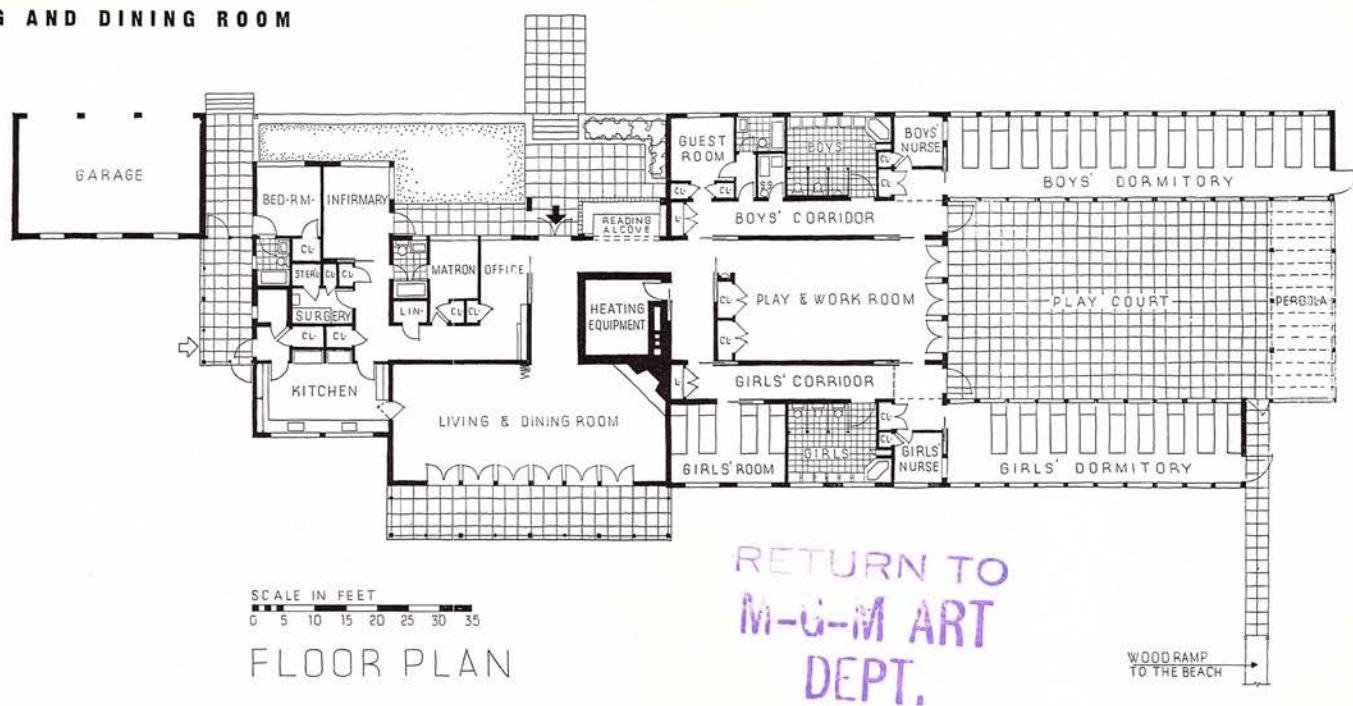 G AND DINING ROOM
GARAGE
BED-RM-
INFIRMARY
CL-
STERL
CL-
CL-
SURGERY
CL-
CL-
KITCHEN
MATRON
OFFICE
LIN-
CL-
CL-
READING
ALCOVE
HEATING
EQUIPMENT
LIVING & DINING ROOM
GUEST
ROOM
CL-
CL-
BOYS
BOYS'
NURSE
CL-
CL-
L-
BOYS' CORRIDOR
BOYS' DORMITORY
CL-
CL-
PLAY & WORK ROOM
PLAY COURT
PERGOLA
L-
GIRLS' CORRIDOR
GIRLS' ROOM
GIRLS
CL-
CL-
GIRLS'
NURSE
GIRLS' DORMITORY
SCALE IN FEET
0 5 10 15 20 25 30 35
FLOOR PLAN
RETURN TO
M-G-M ART
DEPT.
WOOD RAMP
TO THE BEACH